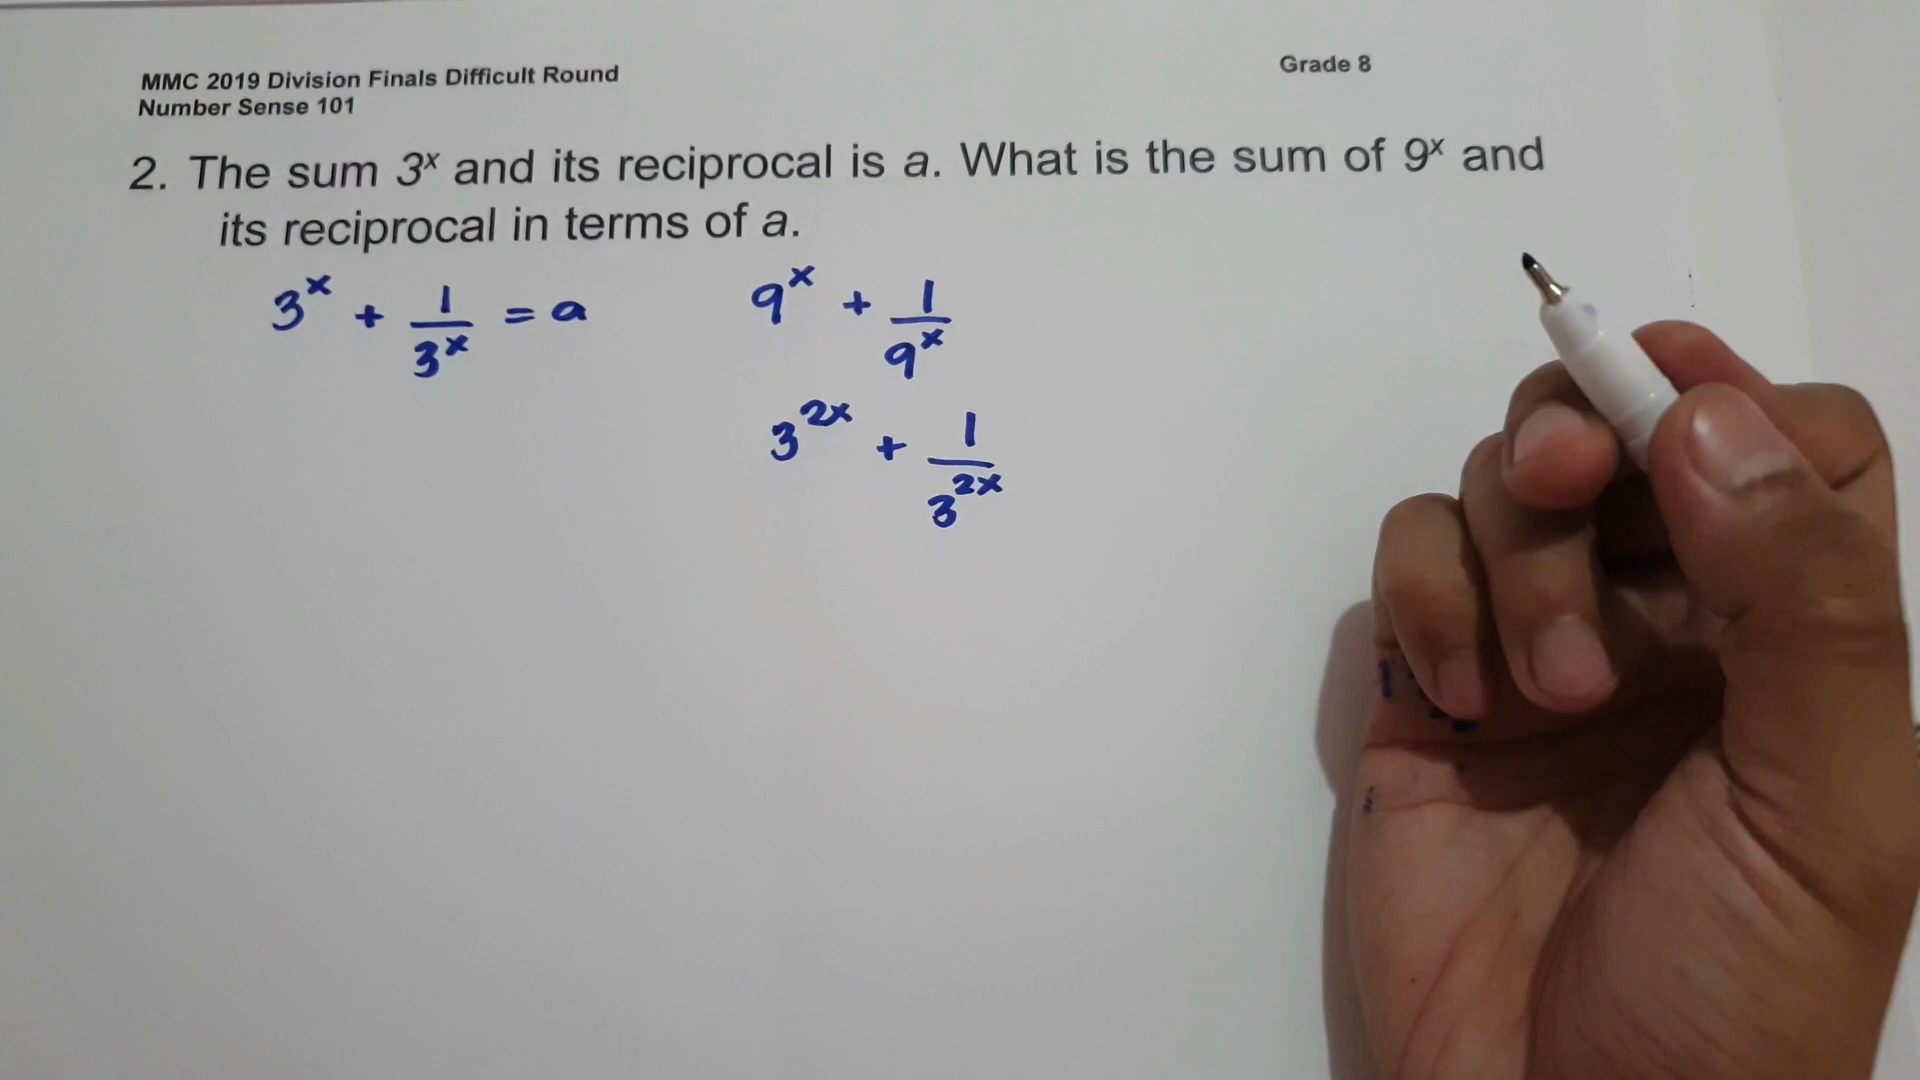 MMC 2019 Division Finals Difficult Round
Grade 8
Number Sense 101
2. The sum 3ˣ and its reciprocal is a. What is the sum of 9ˣ and
its reciprocal in terms of a.
3ˣ + 1/3ˣ = a
9ˣ + 1/9ˣ
3²ˣ + 1/3²ˣ